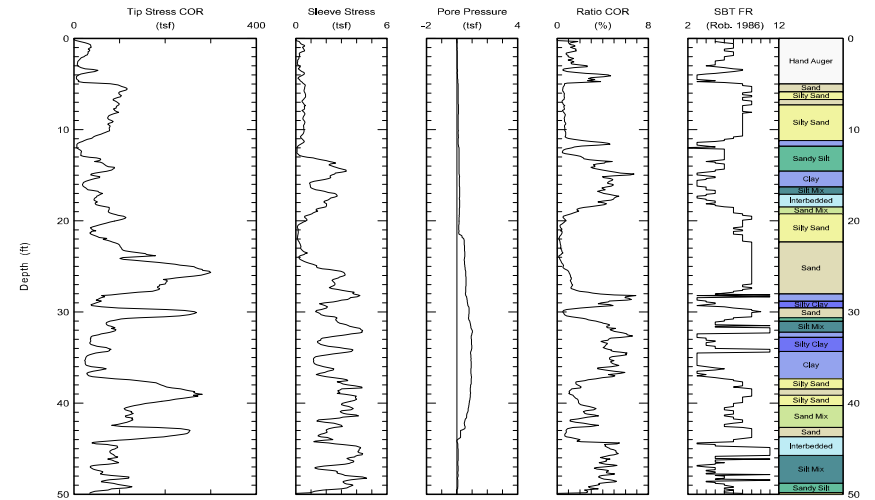 Tip Stress COR Sleeve Stress Pore Pressure Ratio COR SBT FR
0 (tsf) 400 0 (tsf) 6 -2 (tsf) 4 0 (%) 8 2 (Rob. 1986) 12
0 0
Hand Auger
Sand
Silty Sand
Silty Sand
10 10
Sandy Silt
Clay
Silt Mix
Interbedded
Sand Mix
20 20
Silty Sand
Depth (ft)
Sand
Silty Clay
30 30
Sand
Silt Mix
Silty Clay
Clay
Silty Sand
40 Silty Sand 40
Sand Mix
Sand
Interbedded
Silt Mix
Sandy Silt
50 50